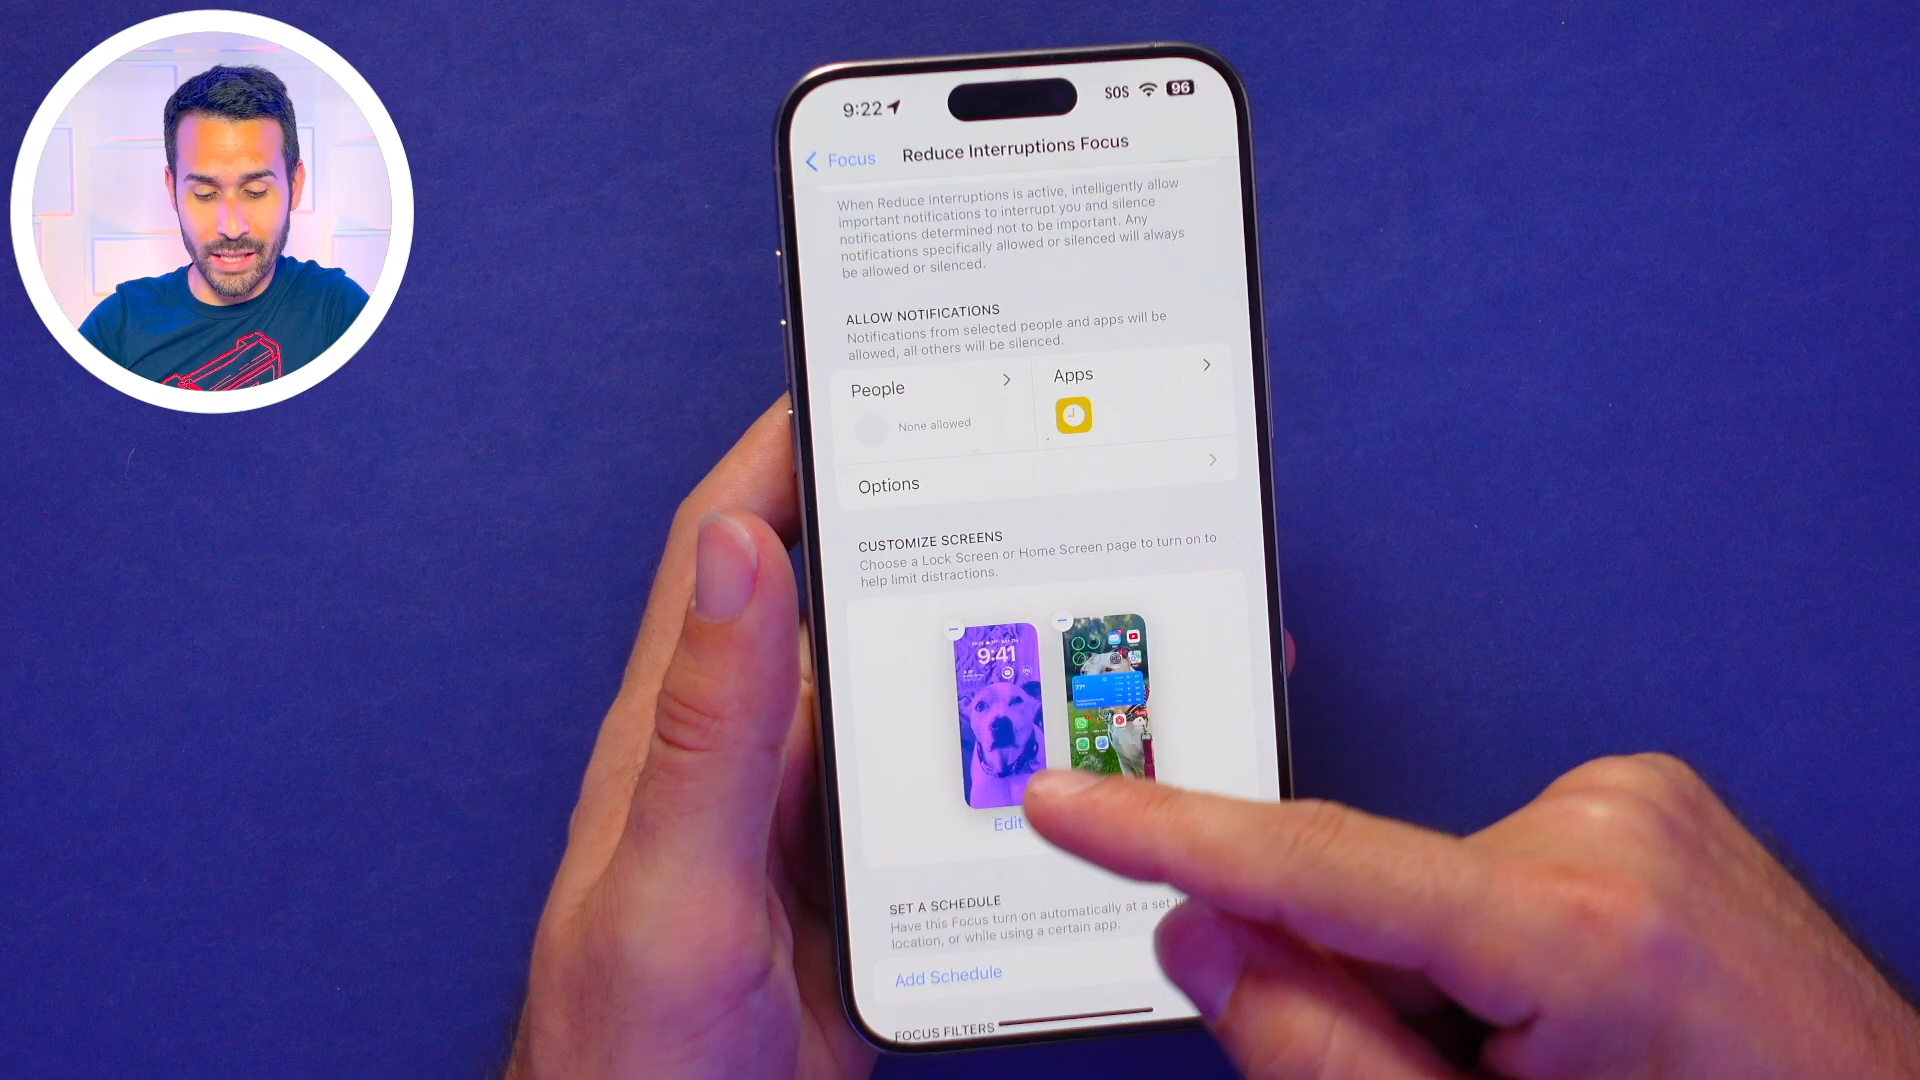 9:22
SOS
96
Focus
Reduce Interruptions Focus
When Reduce Interruptions is active, intelligently allow
important notifications to interrupt you and silence
notifications determined not to be important. Any
notifications specifically allowed or silenced will always
be allowed or silenced.
ALLOW NOTIFICATIONS
Notifications from selected people and apps will be
allowed, all others will be silenced.
People
Apps
None allowed
Options
CUSTOMIZE SCREENS
Choose a Lock Screen or Home Screen page to turn on to
help limit distractions.
9:41
77°
Edit
SET A SCHEDULE
Have this Focus turn on automatically at a set
location, or while using a certain app.
Add Schedule
FOCUS FILTERS